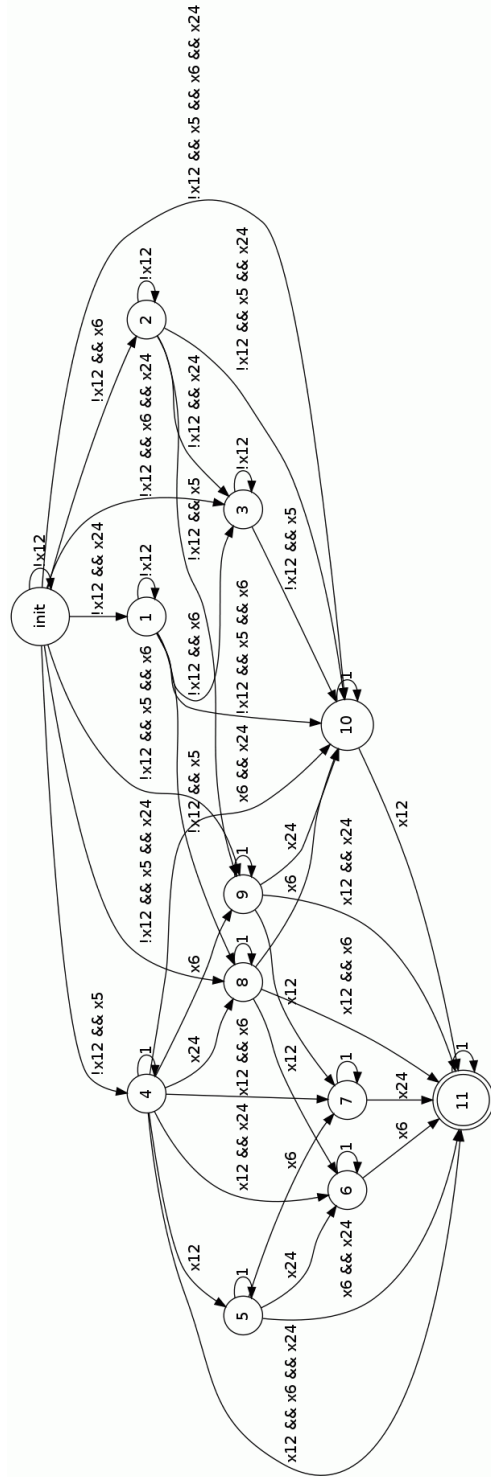 !x12 && x5 && x6 && x24
!x12
!x12 && x6
!x12 && x24
!x12 && x5
2
!x12
!x12 && x6 && x24
!x12 && x24
!x12 && x5 && x24
init
1
!x12
3
!x12
!x12 && x5
!x12 && x5
!x12 && x6
!x12 && x5 && x6
!x12 && x5 && x6
!x12 && x5
x6 && x24
!x12 && x5 && x24
10
1
4
1
x6
x24
x12 && x6
x12 && x24
x12
9
1
x24
x12
x12 && x24
8
1
x6
x12
x12 && x6
x12
7
1
x24
6
1
x6
5
1
x6
x24
x6 && x24
x12 && x6 && x24
11
1